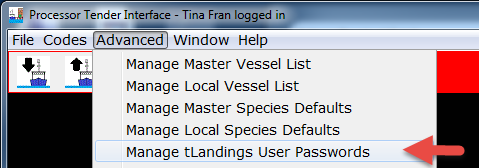 Processor Tender Interface - Tina Fran logged in
File Codes Advanced Window Help
Manage Master Vessel List
Manage Local Vessel List
Manage Master Species Defaults
Manage Local Species Defaults
Manage tLandings User Passwords